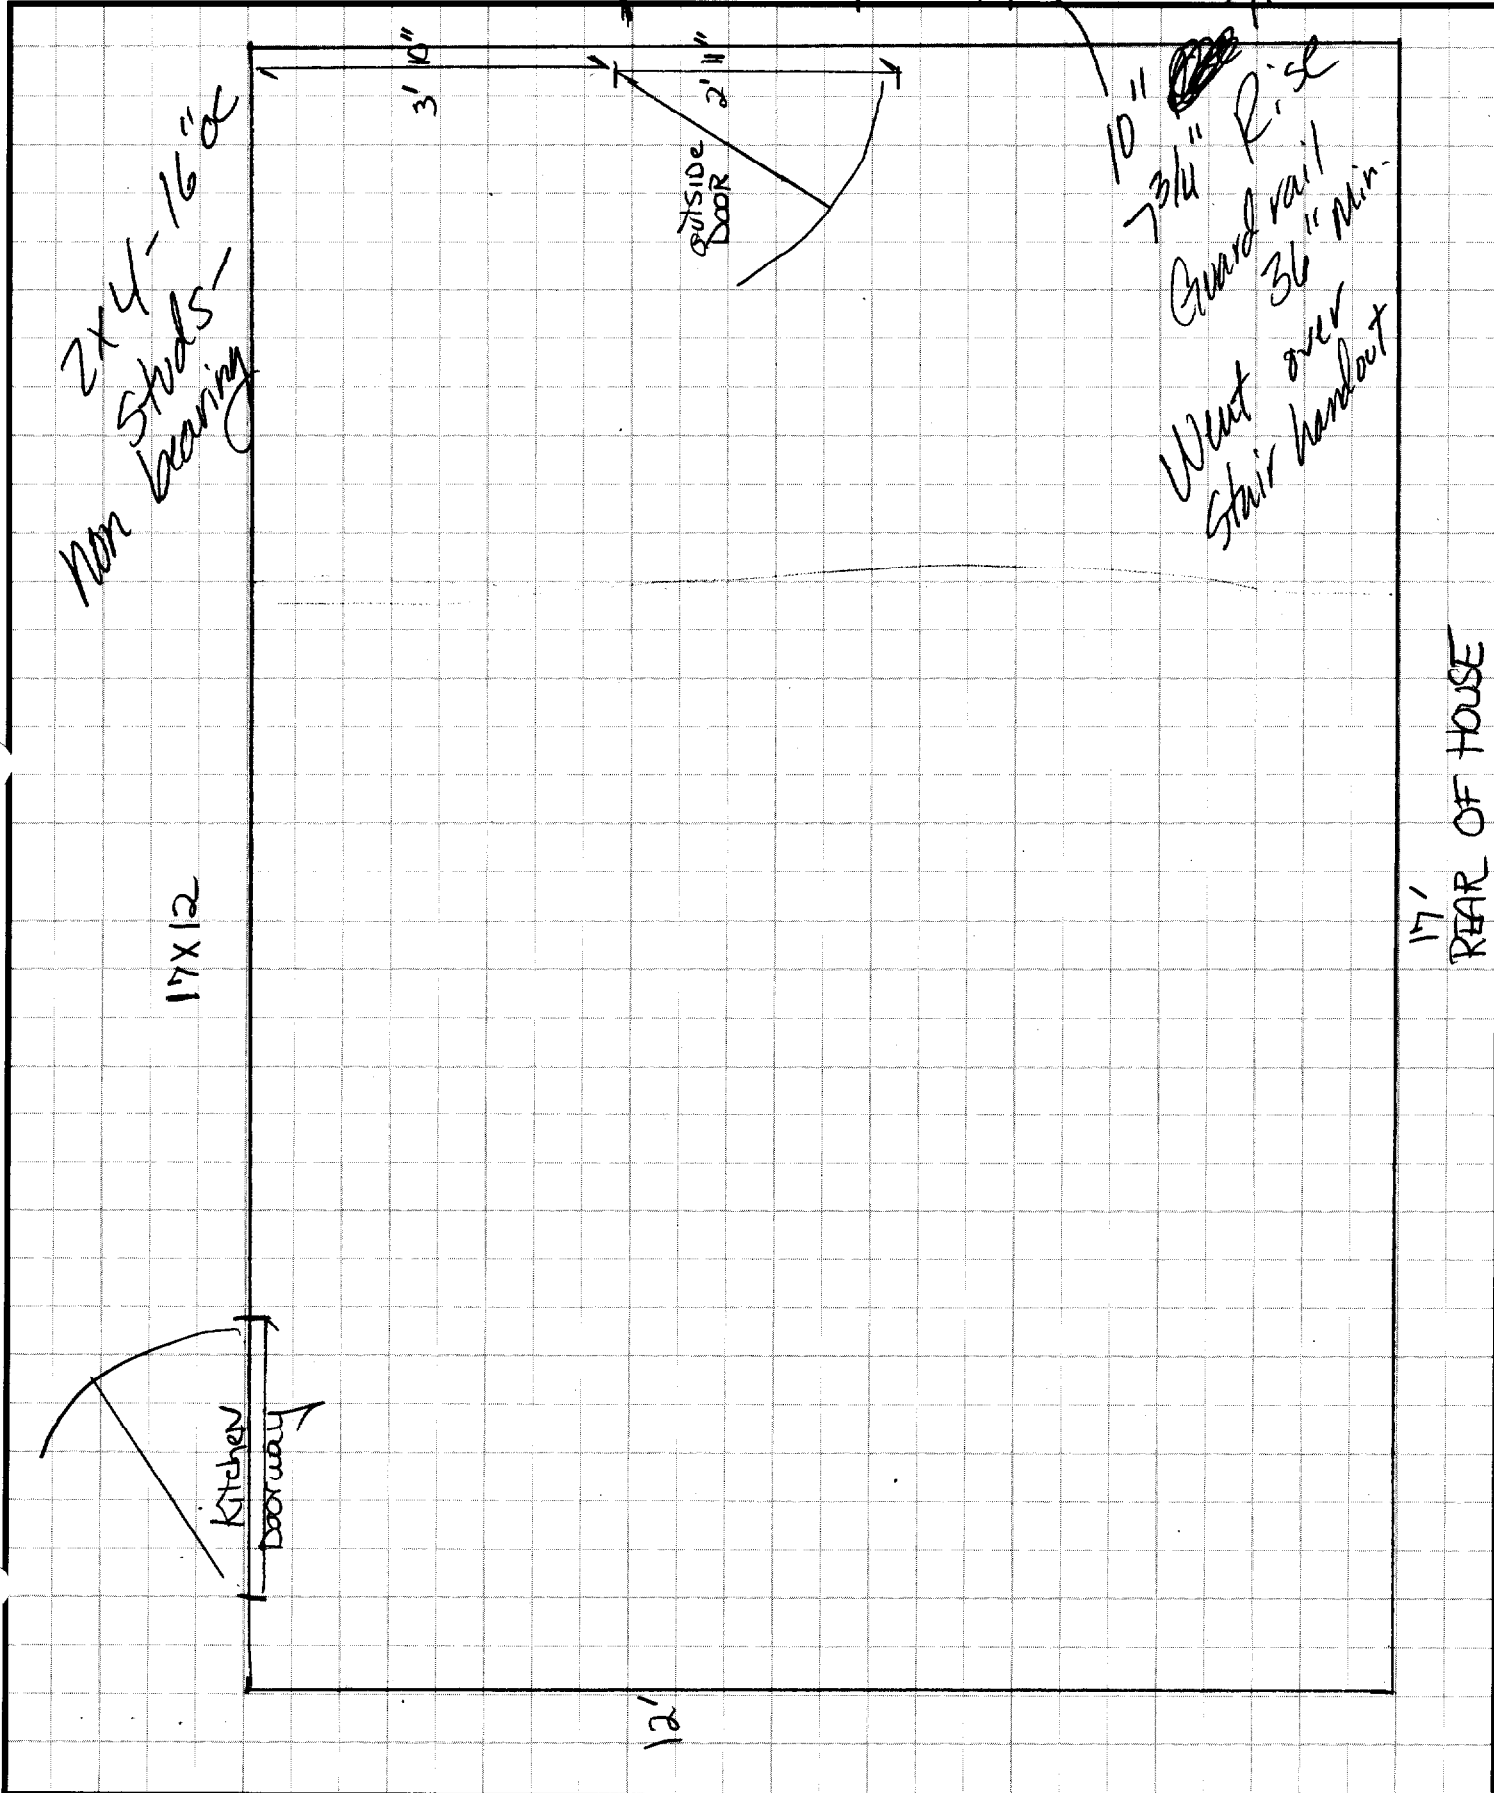 2x4 - 16" oc
studs -
non bearing
3' 10"
2' 11"
OUTSIDE
DOOR
10"
7 3/4" Rise
Guard rail
36" Min-
Went over
Stair handout
17X12
Kitchen
Doorway
12'
17'
REAR OF HOUSE